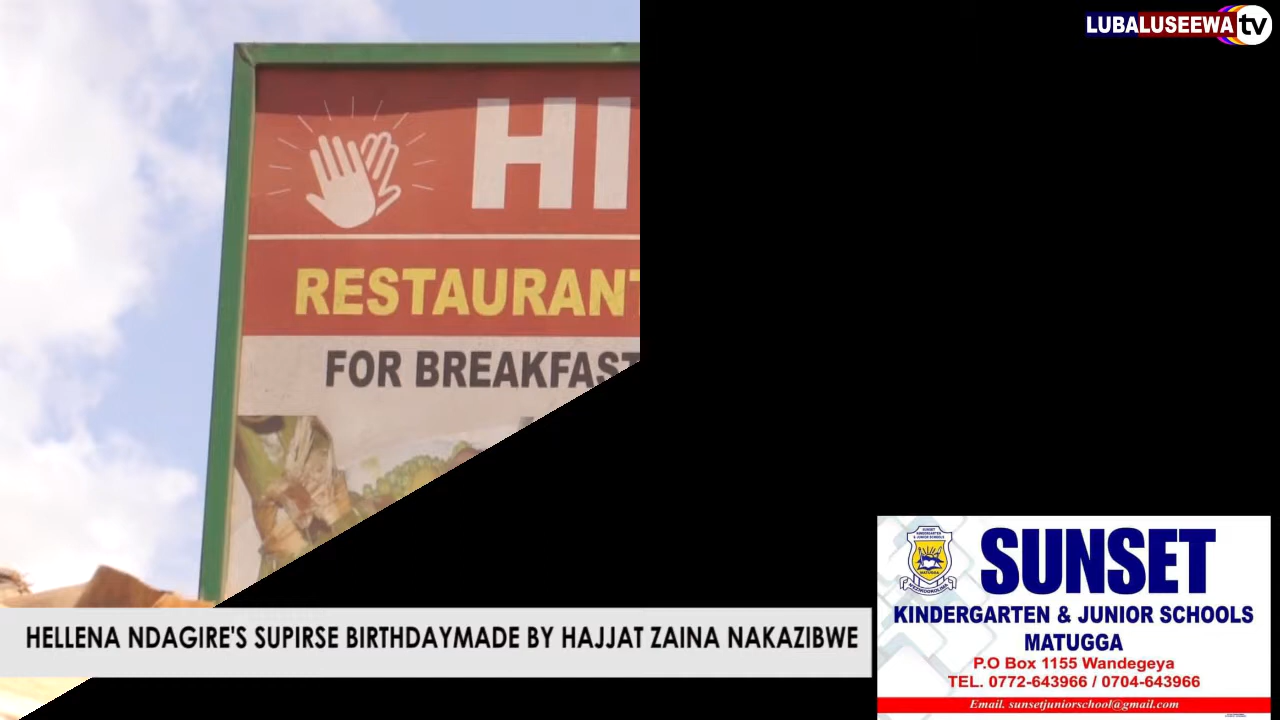 LUBALUSEEWA tv
HI
RESTAURANT
FOR BREAKFAST
HELLENA NDAGIRE'S SUPIRSE BIRTHDAYMADE BY HAJJAT ZAINA NAKAZIBWE
SUNSET
KINDERGARTEN & JUNIOR SCHOOLS
MATUGGA
P.O Box 1155 Wandegeya
TEL. 0772-643966 / 0704-643966
Email. sunsetjuniorschool@gmail.com